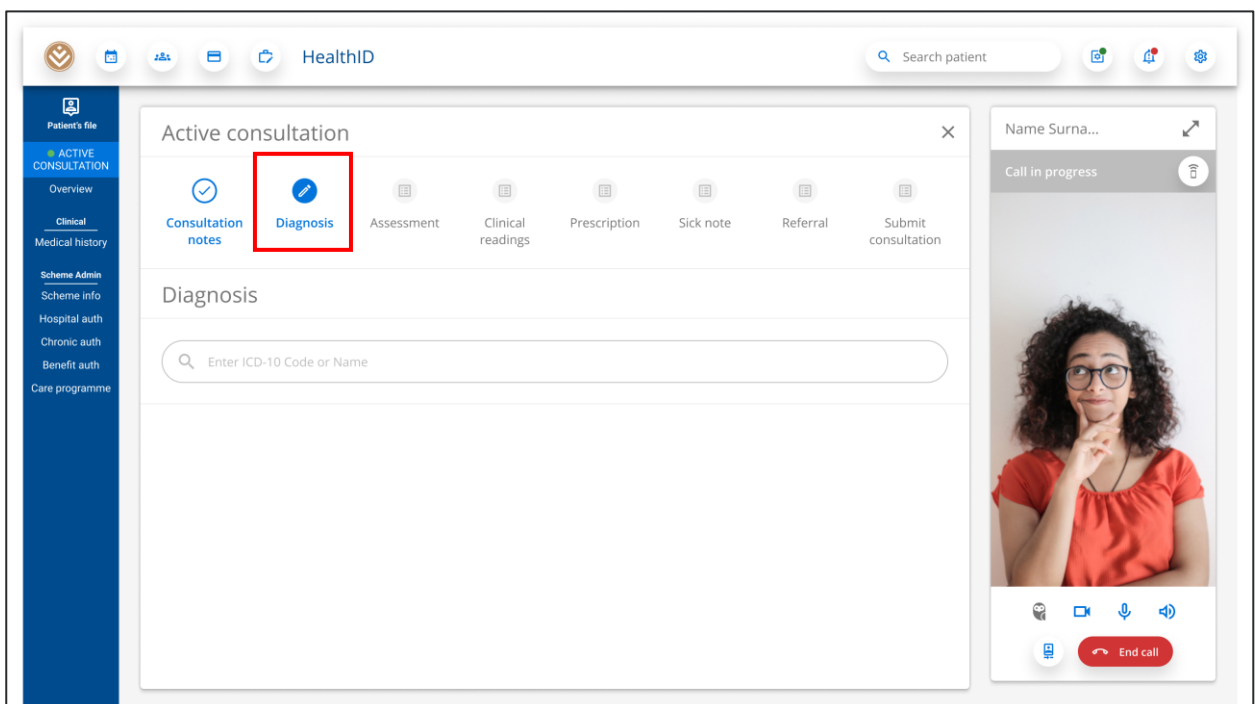 HealthID
Search patient
Patient's file
ACTIVE
CONSULTATION
Overview
Clinical
Medical history
Scheme Admin
Scheme info
Hospital auth
Chronic auth
Benefit auth
Care programme
Active consultation
Consultation
notes
Diagnosis
Assessment
Clinical
readings
Prescription
Sick note
Referral
Submit
consultation
Diagnosis
Enter ICD-10 Code or Name
Name Surna...
Call in progress
End call